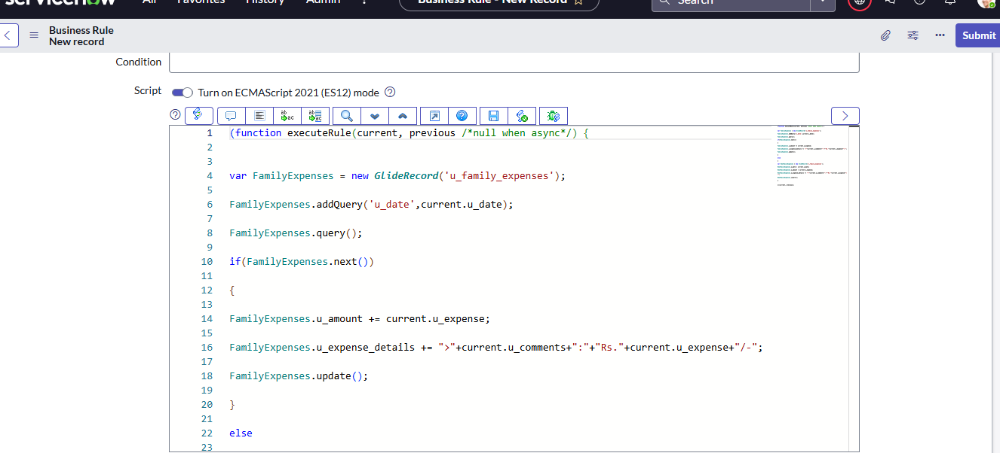 servicenow All Favorites History Admin Business Rule - New Record Search
Business Rule
New record
Submit
Condition
Script Turn on ECMAScript 2021 (ES12) mode
1 (function executeRule(current, previous /*null when async*/) {
2
3
4 var FamilyExpenses = new GlideRecord('u_family_expenses');
5
6 FamilyExpenses.addQuery('u_date',current.u_date);
7
8 FamilyExpenses.query();
9
10 if(FamilyExpenses.next())
11
12 {
13
14 FamilyExpenses.u_amount += current.u_expense;
15
16 FamilyExpenses.u_expense_details += ">"+current.u_comments+":"+"Rs."+current.u_expense+"/-";
17
18 FamilyExpenses.update();
19
20 }
21
22 else
23